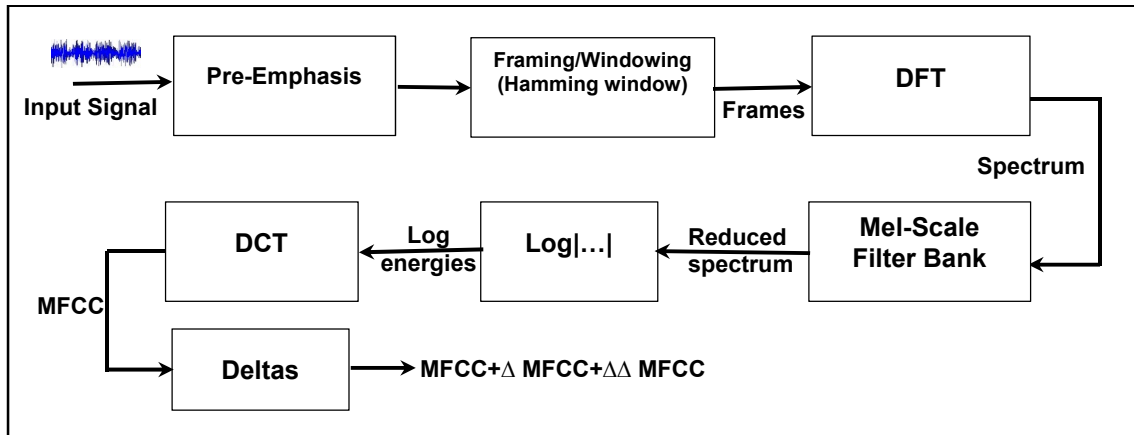 Input Signal
Pre-Emphasis
Framing/Windowing
(Hamming window)
Frames
DFT
Spectrum
Mel-Scale
Filter Bank
Reduced
spectrum
Log|...|
Log
energies
DCT
MFCC
Deltas
MFCC+∆ MFCC+∆∆ MFCC